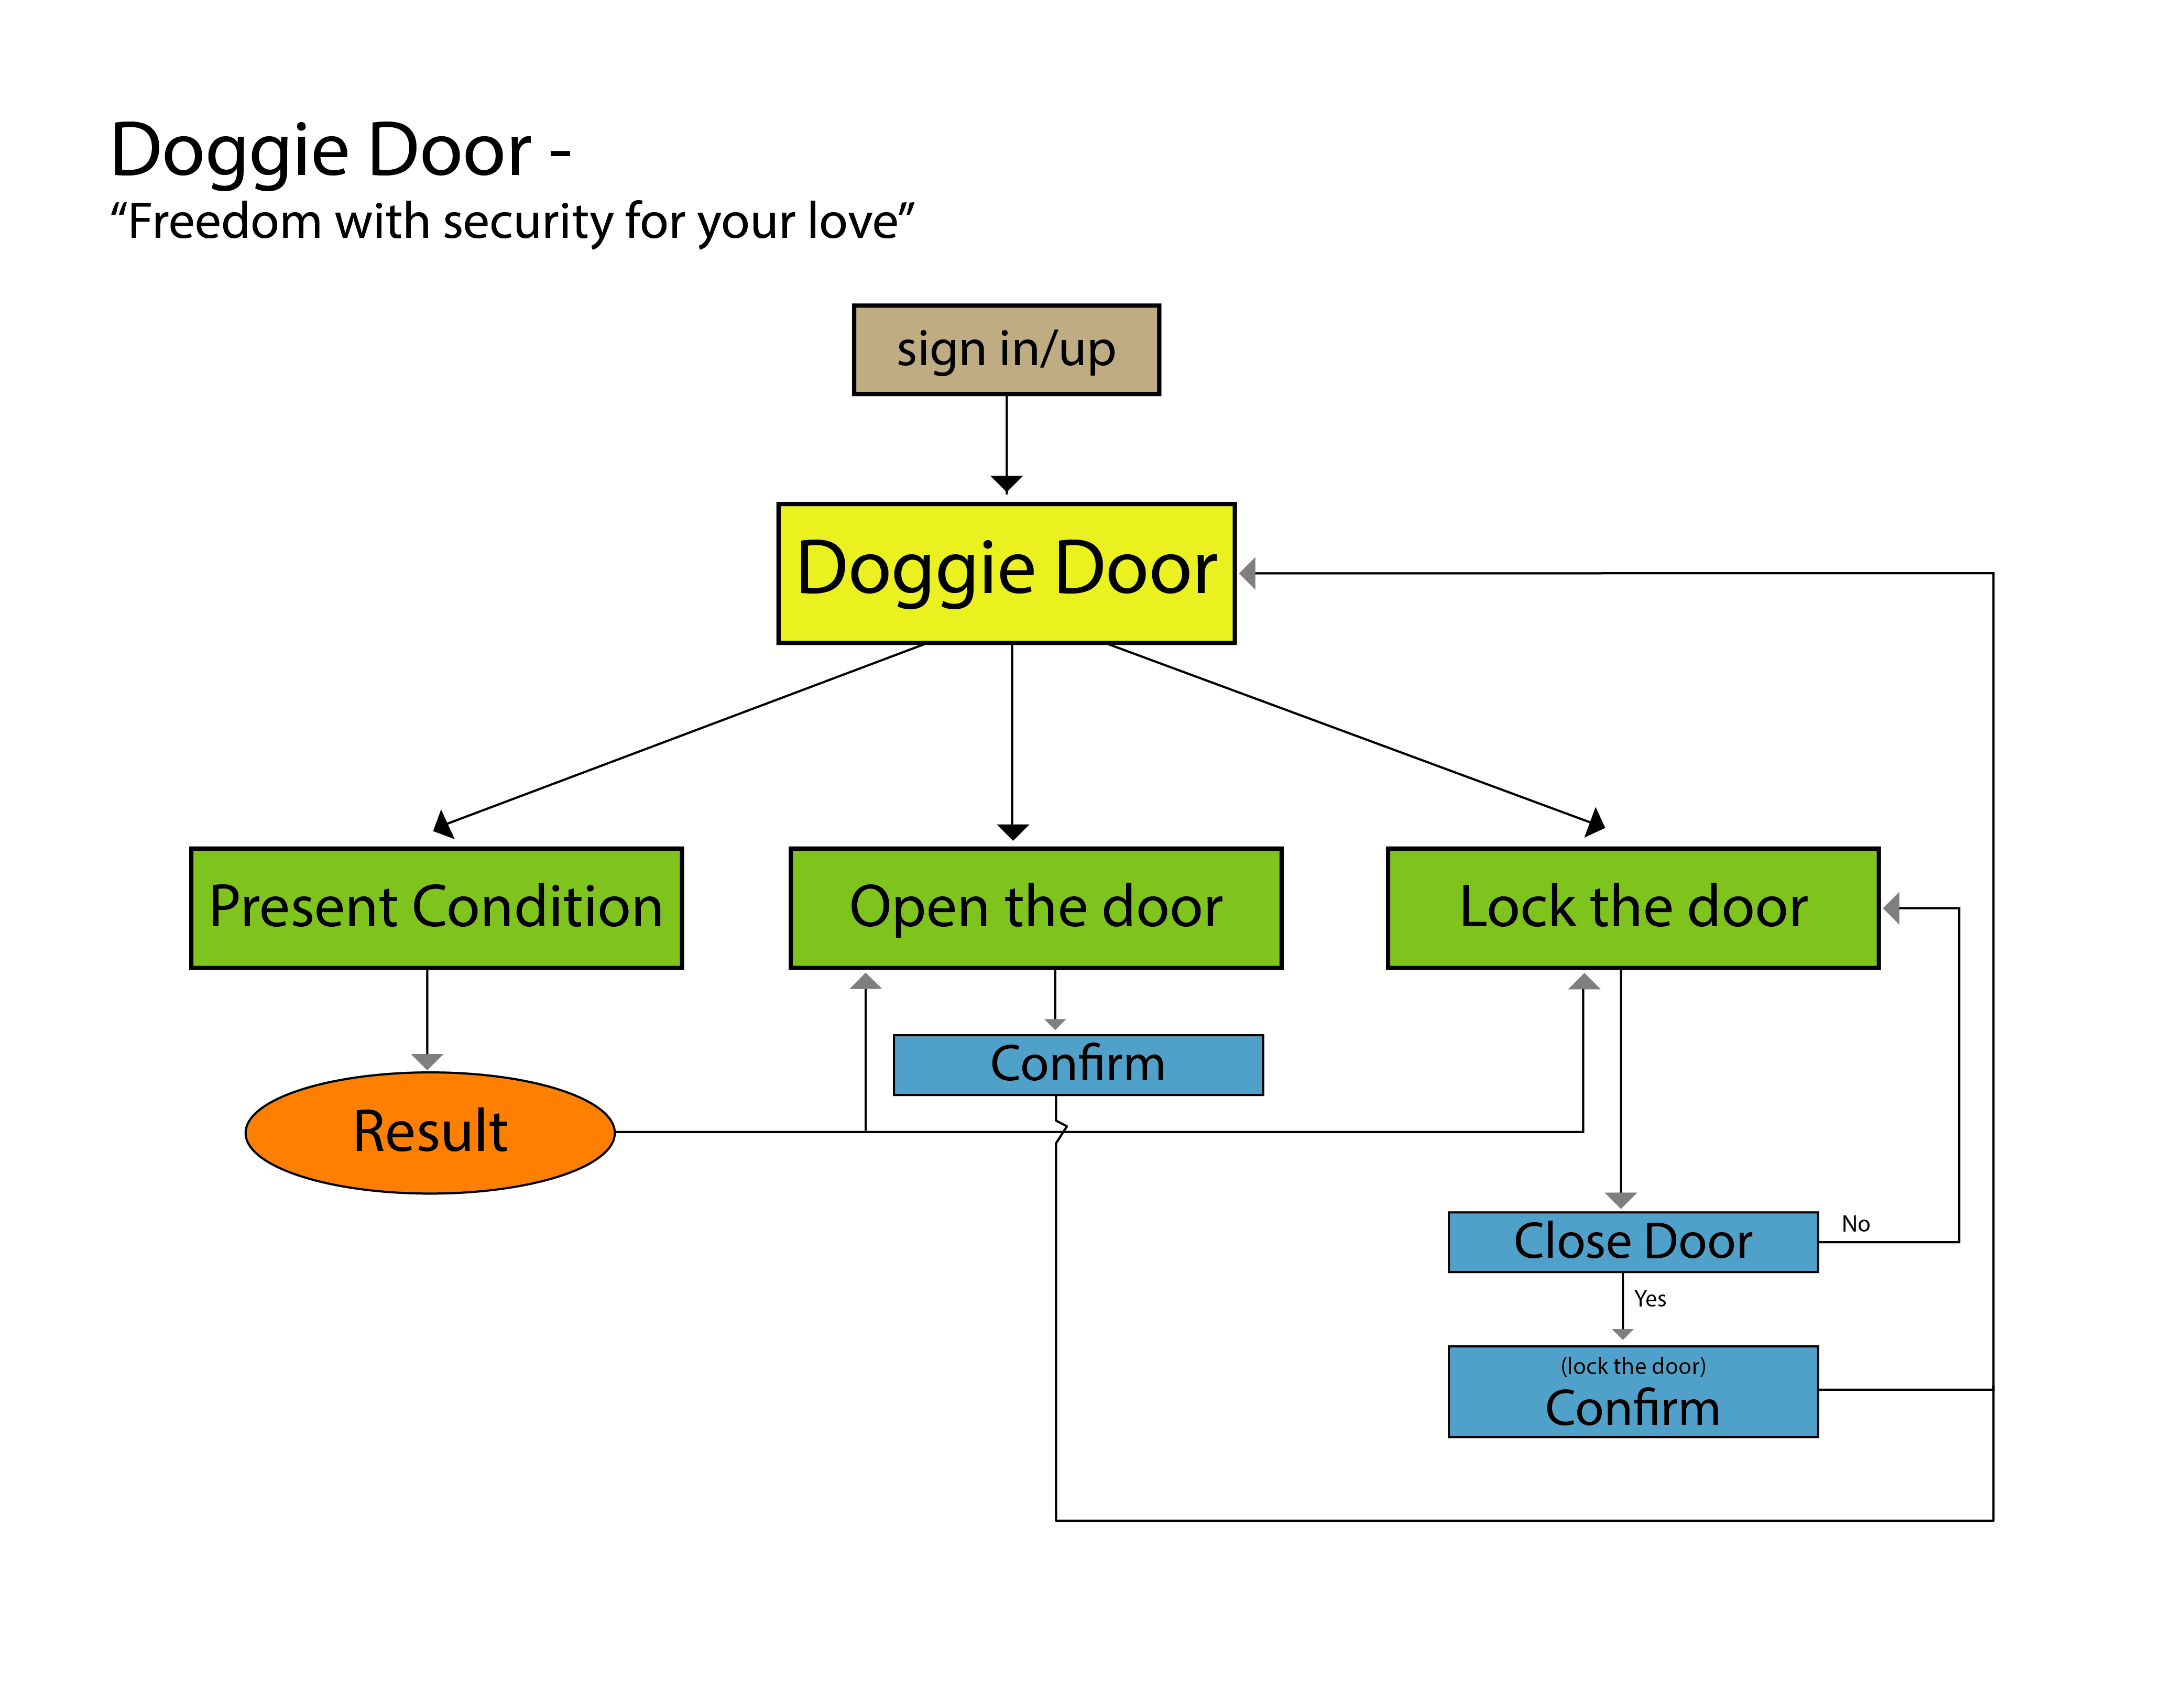 Doggie Door -
“Freedom with security for your love”
sign in/up
Doggie Door
Present Condition
Open the door
Lock the door
Confirm
Result
Close Door
No
Yes
(lock the door)
Confirm